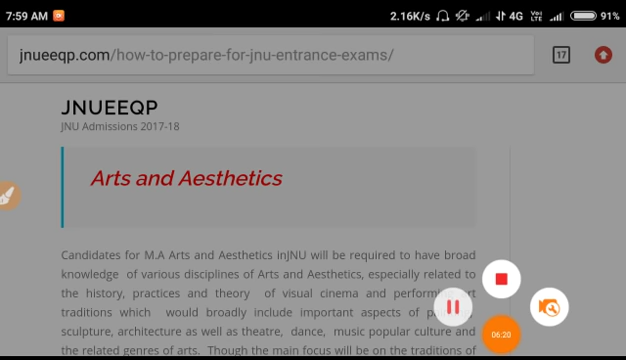 7:59 AM
2.16K/s 4G VoLTE 91%
jnueeqp.com/how-to-prepare-for-jnu-entrance-exams/
17
JNUEEQP
JNU Admissions 2017-18
Arts and Aesthetics
Candidates for M.A Arts and Aesthetics inJNU will be required to have broad
knowledge of various disciplines of Arts and Aesthetics, especially related to
the history, practices and theory of visual cinema and performing art
traditions which would broadly include important aspects of
sculpture, architecture as well as theatre, dance, music popular culture and
the related genres of arts. Though the main focus will be on the traditions of
06:20